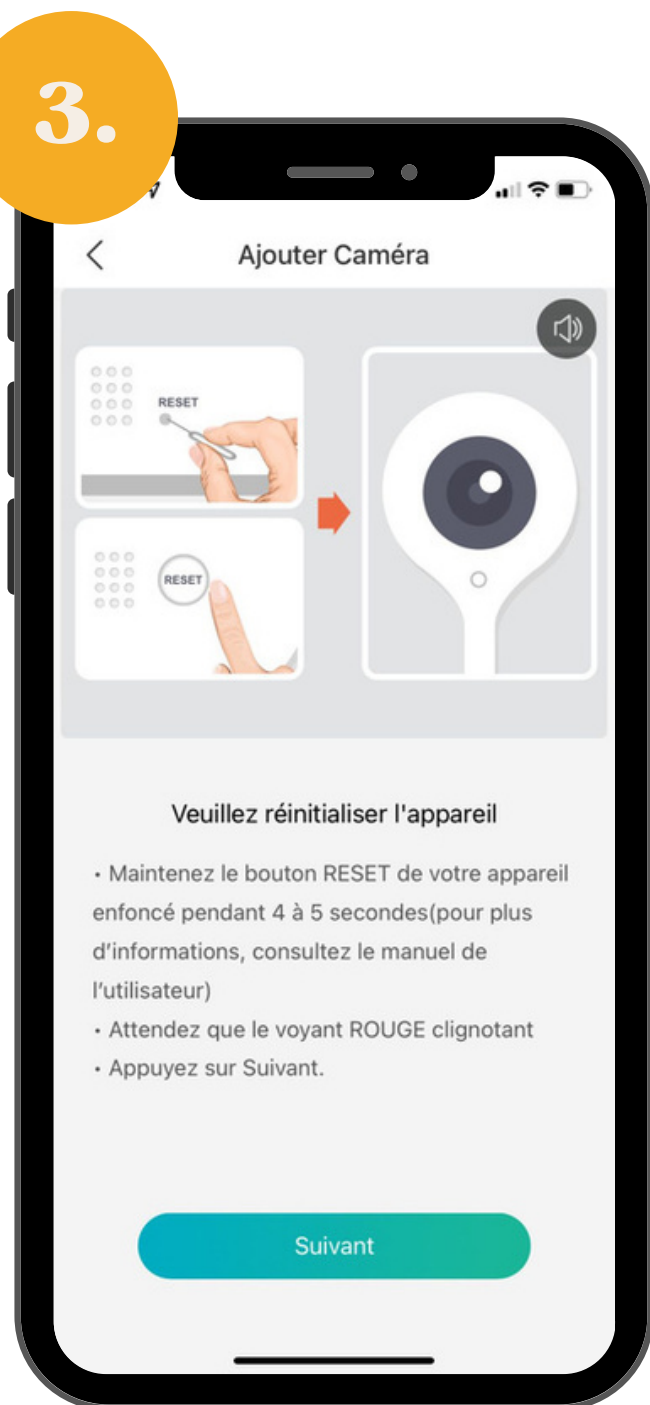 3.
Ajouter Caméra
RESET
RESET
Veuillez réinitialiser l'appareil
• Maintenez le bouton RESET de votre appareil
enfoncé pendant 4 à 5 secondes(pour plus
d'informations, consultez le manuel de
l'utilisateur)
• Attendez que le voyant ROUGE clignotant
• Appuyez sur Suivant.
Suivant